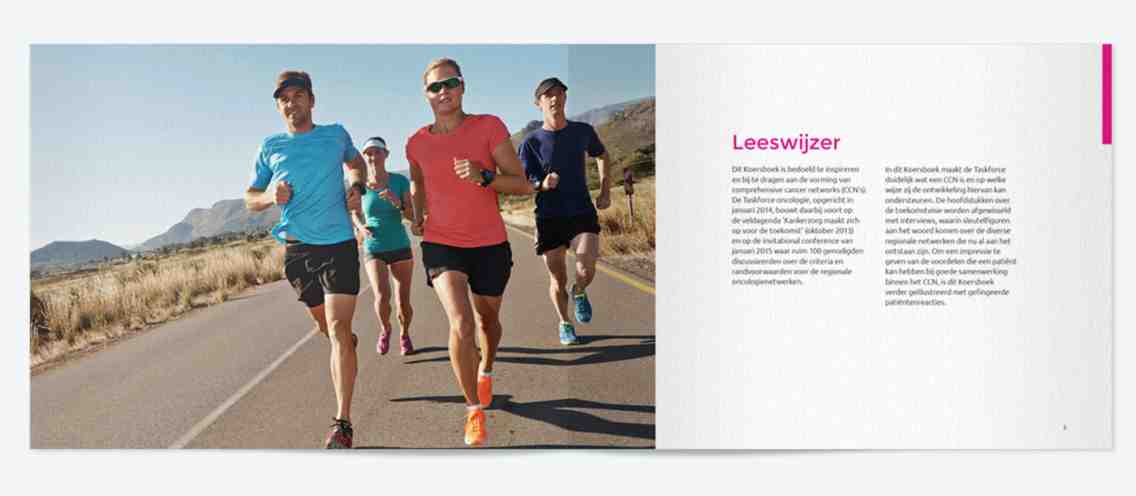 Leeswijzer
Dit Koersboek is bedoeld te inspireren
en bij te dragen aan de vorming van
comprehensive cancer networks (CCN's).
De Taskforce oncologie, opgericht in
januari 2014, bouwt daarbij voort op
de veldagenda 'Kankerzorg maakt zich
op voor de toekomst' (oktober 2013)
en op de invitational conference van
januari 2015 waar ruim 100 genodigden
discussieerden over de criteria en
randvoorwaarden voor de regionale
oncologienetwerken.
In dit Koersboek maakt de Taskforce
duidelijk wat een CCN is en op welke
wijze zij de ontwikkeling hiervan kan
ondersteunen. De hoofdstukken over
de toekomstvisie worden afgewisseld
met interviews, waarin sleutelfiguren
aan het woord komen over de diverse
regionale netwerken die nu al aan het
ontstaan zijn. Om een impressie te
geven van de voordelen die een patiënt
kan hebben bij goede samenwerking
binnen het CCN, is dit Koersboek
verder geïllustreerd met gefingeerde
patiëntenreacties.